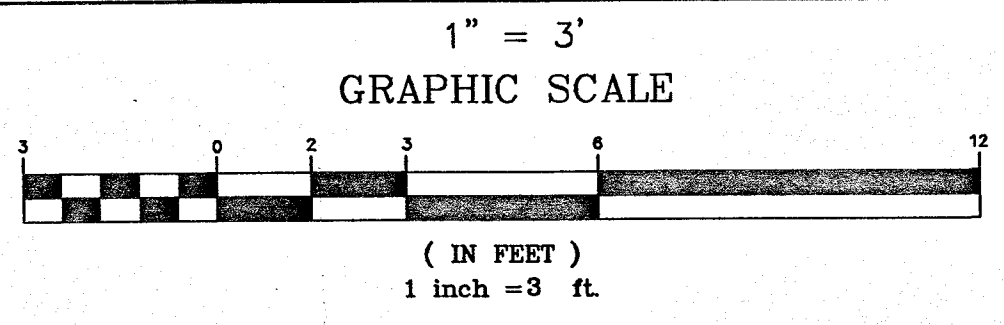 1" = 3'
GRAPHIC SCALE
3 0 2 3 6 12
( IN FEET )
1 inch =3 ft.